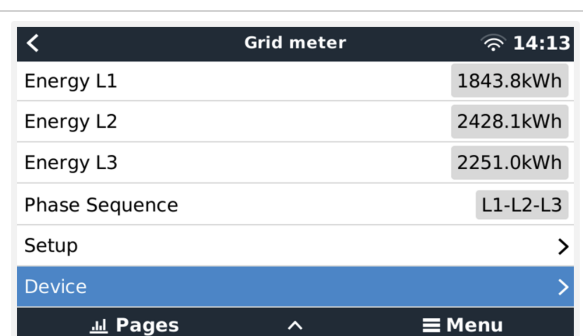 Grid meter 14:13
Energy L1 1843.8kWh
Energy L2 2428.1kWh
Energy L3 2251.0kWh
Phase Sequence L1-L2-L3
Setup
Device
Pages Menu